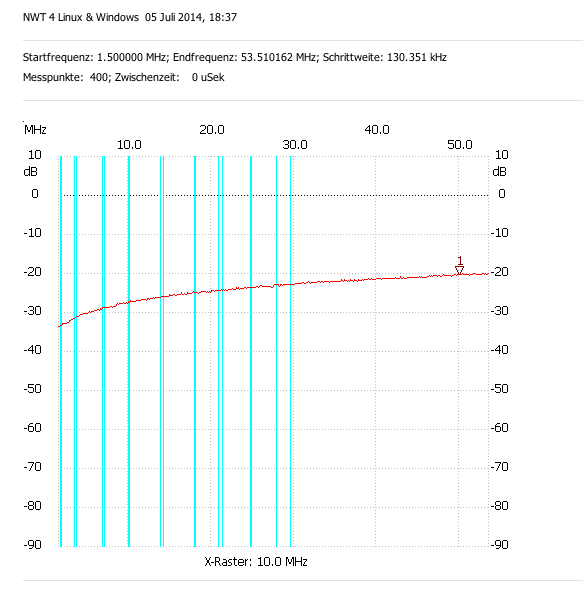 NWT 4 Linux & Windows 05 Juli 2014, 18:37
Startfrequenz: 1.500000 MHz; Endfrequenz: 53.510162 MHz; Schrittweite: 130.351 kHz
Messpunkte: 400; Zwischenzeit: 0 uSek
MHz 20.0 40.0
10.0 30.0 50.0
10 10
dB dB
0 0
-10 -10
1
-20 -20
-30 -30
-40 -40
-50 -50
-60 -60
-70 -70
-80 -80
-90 -90
X-Raster: 10.0 MHz